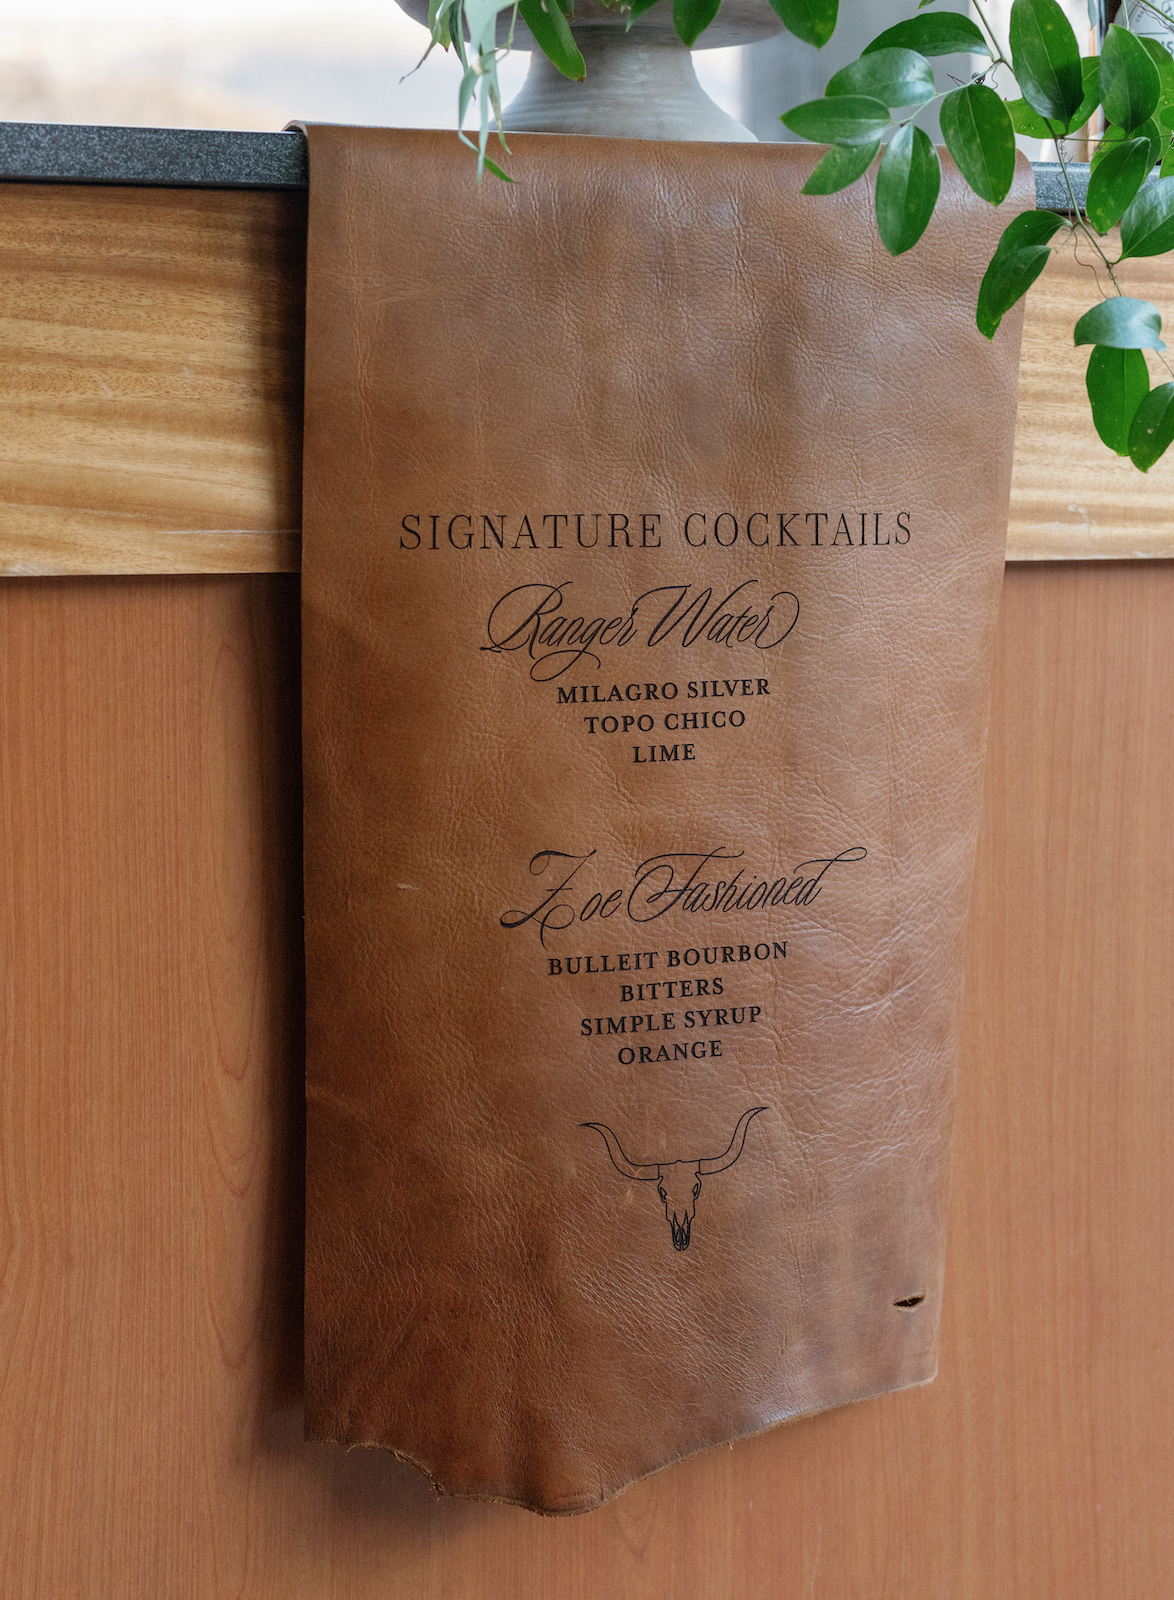 SIGNATURE COCKTAILS
Ranger Water
MILAGRO SILVER
TOPO CHICO
LIME
Zoe Fashioned
BULLEIT BOURBON
BITTERS
SIMPLE SYRUP
ORANGE